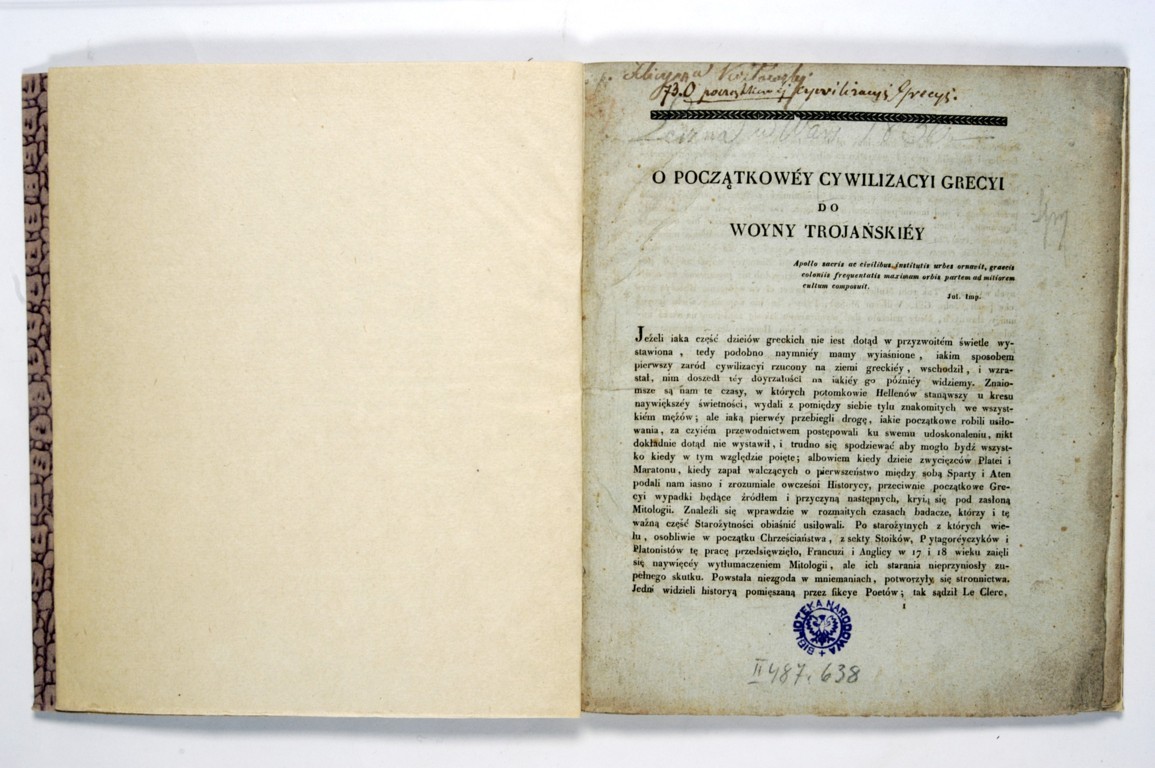 73. O początkowéj cywilizacyi Grecyi.
O POCZĄTKOWÉY CYWILIZACYI GRECYI
DO
WOYNY TROJAŃSKIÉY
Apollo sacris ac civilibus institutis urbes ornavit, graecis
coloniis frequentatis maximam orbis partem ad mitiorem
cultum composuit.
Jul. Imp.
Jeżeli iaka część dzieiów greckich nie iest dotąd w przyzwoitém świetle wy-
stawiona , tedy podobno naymniéy mamy wyiaśnione , iakim sposobem
pierwszy zaród cywilizacyi rzucony na ziemi greckiéy , wschodził , i wzra-
stał, nim doszedł téy doyrzałości na iakiéy go późniéy widziemy. Znaio-
msze są nam te czasy, w których potomkowie Hellenów stanąwszy u kresu
naywiększéy świetności, wydali z pomiędzy siebie tylu znakomitych we wszyst-
kiém mężów ; ale iaką pierwéy przebiegli drogę, iakie początkowe robili usiło-
wania, za czyiém przewodnictwem postępowali ku swemu udoskonaleniu, nikt
dokładnie dotąd nie wystawił, i trudno się spodziewać aby mogło bydź wszyst-
ko kiedy w tym względzie poięte; albowiem kiedy dzieie zwycięzców Platei i
Maratonu, kiedy zapał walczących o pierwszeństwo między sobą Sparty i Aten
podali nam iasno i zrozumiale owcześni Historycy, przeciwnie początkowe Gre-
cyi wypadki będące źródłem i przyczyną następnych, kryią się pod zasłoną
Mitologii. Znaleźli się wprawdzie w rozmaitych czasach badacze, którzy i tę
ważną część Starożytności obiaśnić usiłowali. Po starożytnych z których wie-
lu , osobliwie w początku Chrześciaństwa , z sekty Stoików, Pytagoréyczyków i
Platonistów tę pracę przedsięwzięło, Francuzi i Anglicy w 17 i 18 wieku zaięli
się naywięcéy wytłumaczeniem Mitologii, ale ich starania nieprzyniosły zu-
pełnego skutku. Powstała niezgoda w mniemaniach, potworzyły się stronnictwa.
Jedni widzieli historyą pomięszaną przez fikcye Poetów; tak sądził Le Clerc,
1
BIBLIOTEKA NARODOWA
II 487.638